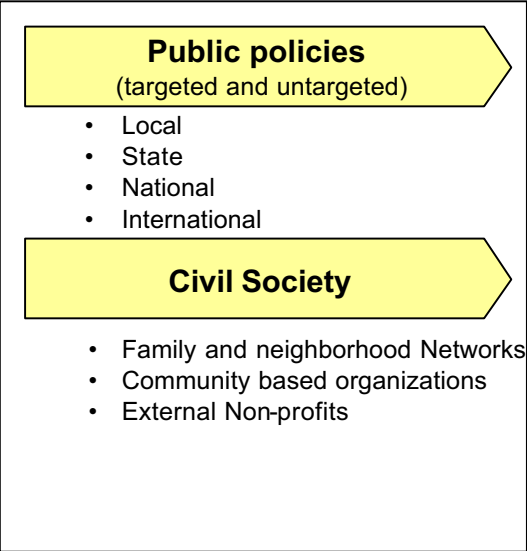 Public policies
(targeted and untargeted)
• Local
• State
• National
• International
Civil Society
• Family and neighborhood Networks
• Community based organizations
• External Non-profits